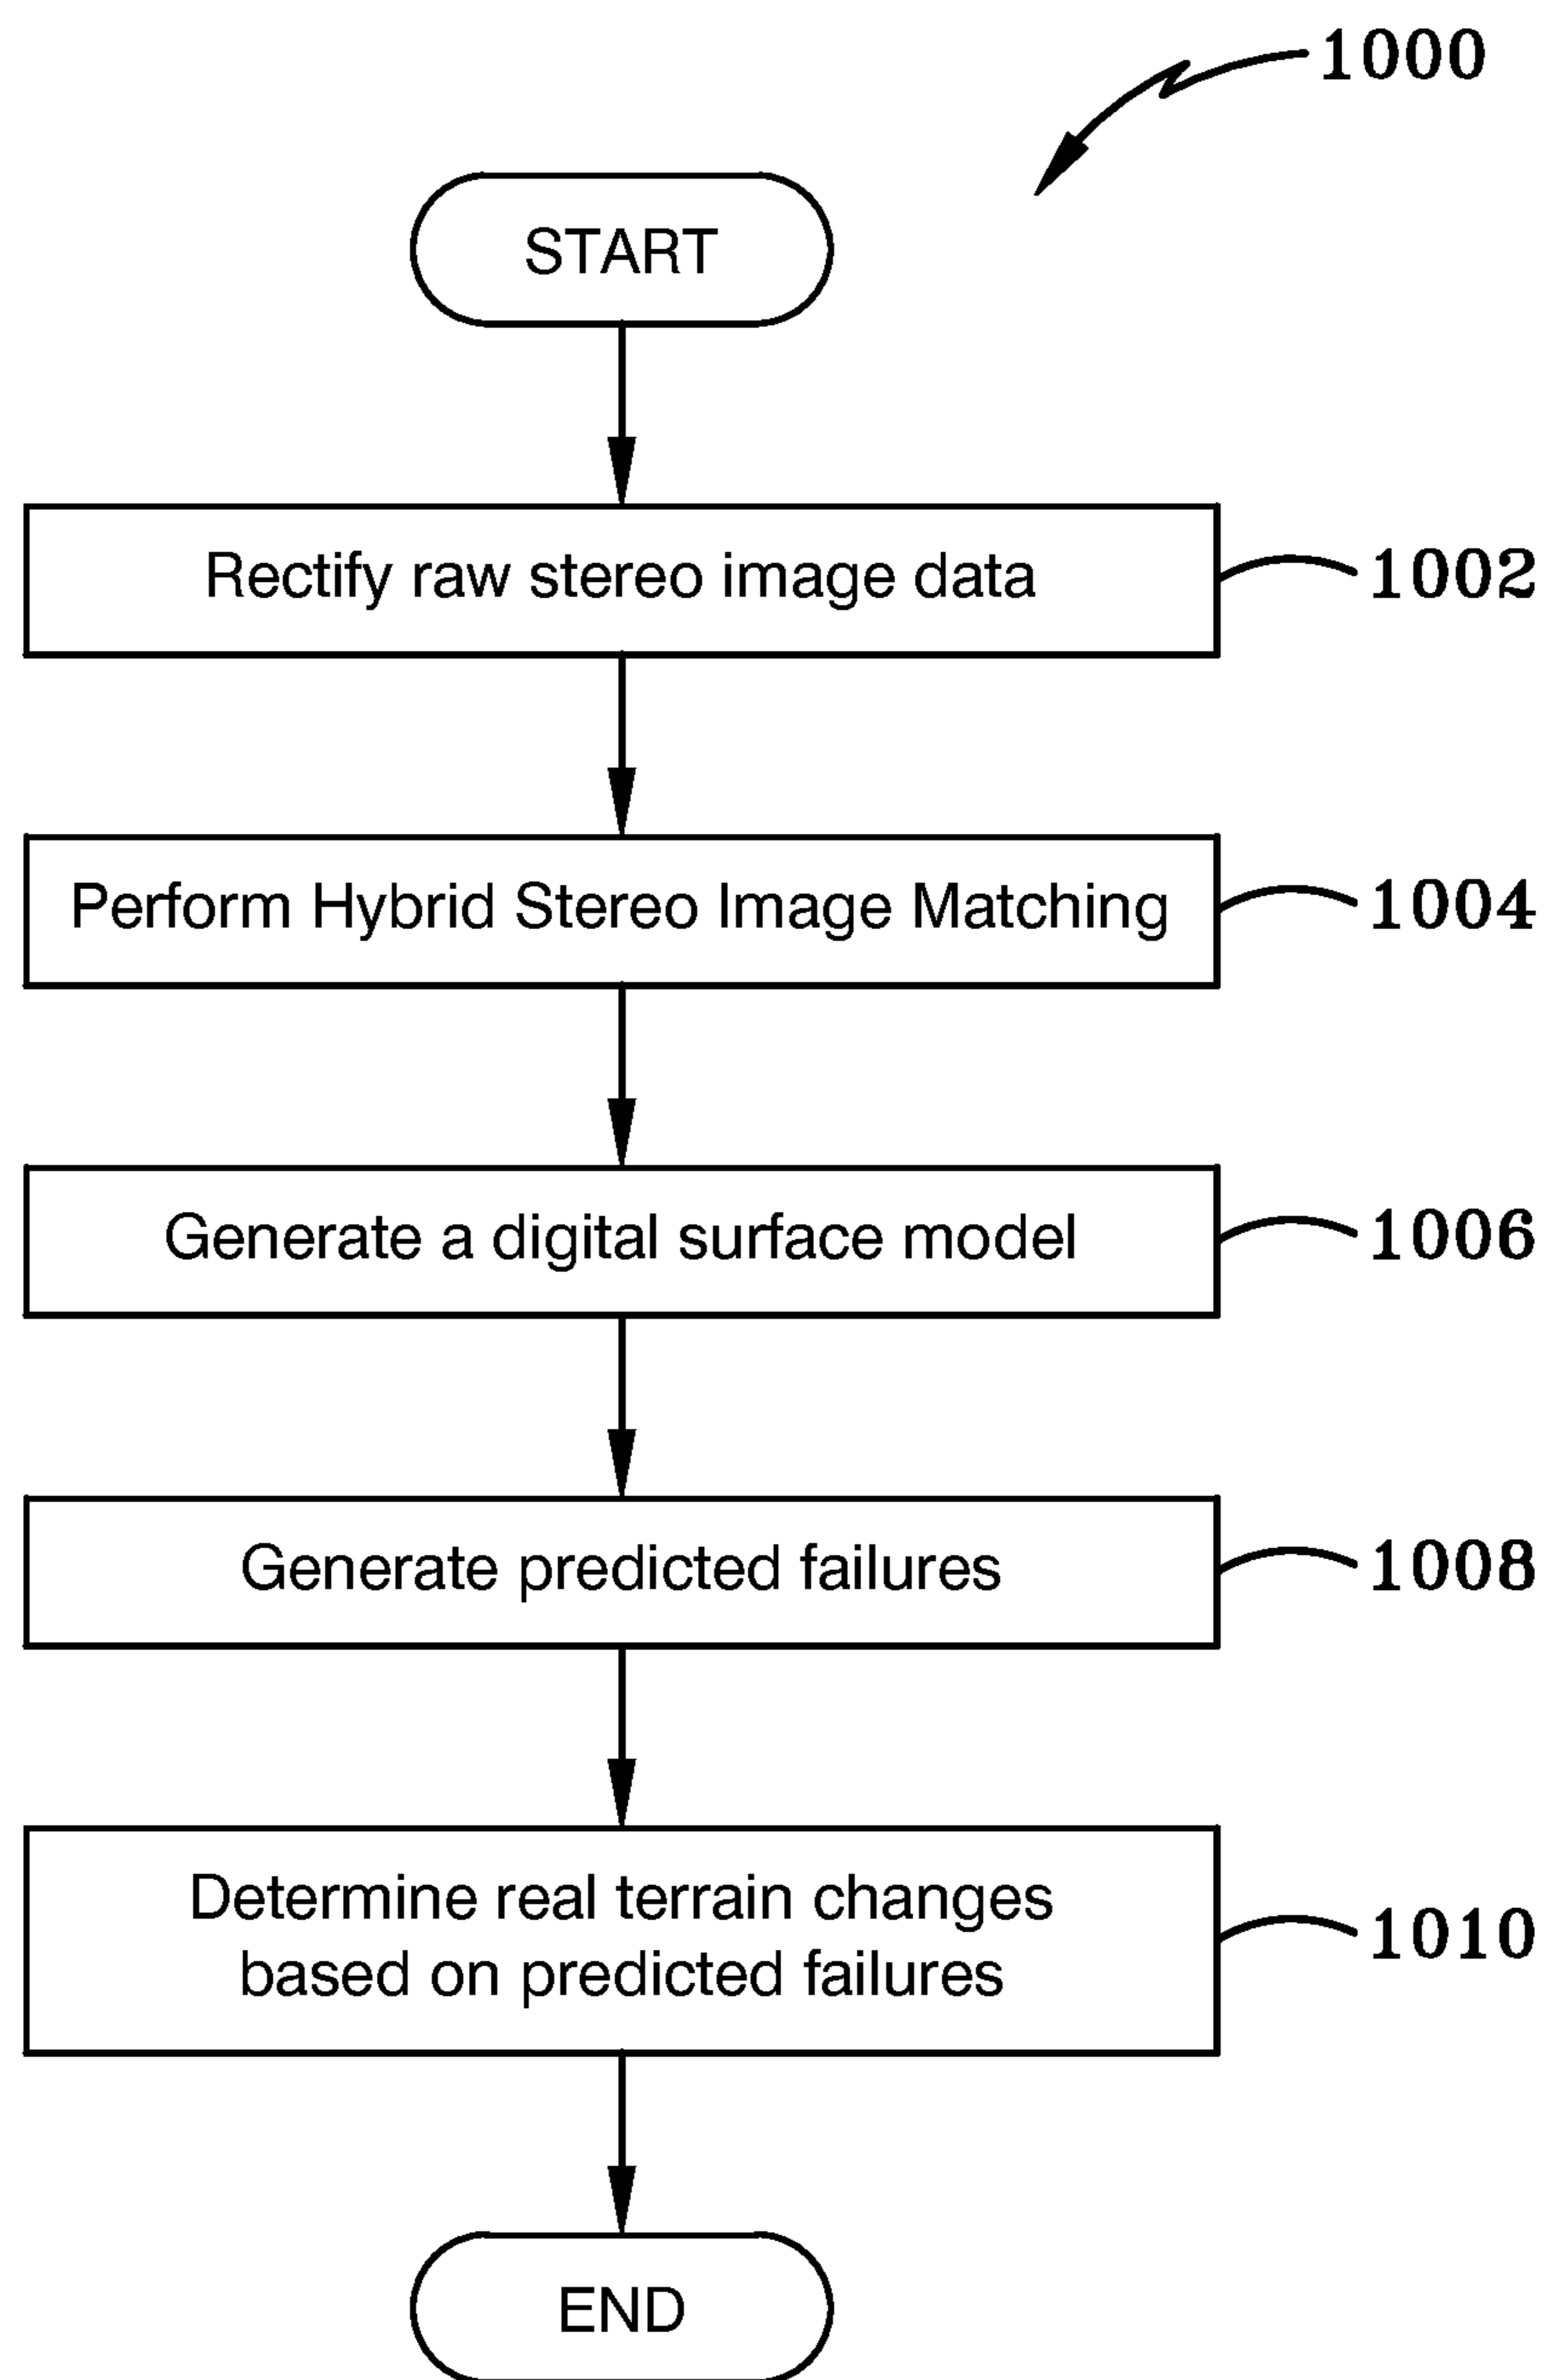 1000
START
Rectify raw stereo image data
1002
Perform Hybrid Stereo Image Matching
1004
Generate a digital surface model
1006
Generate predicted failures
1008
Determine real terrain changes
based on predicted failures
1010
END